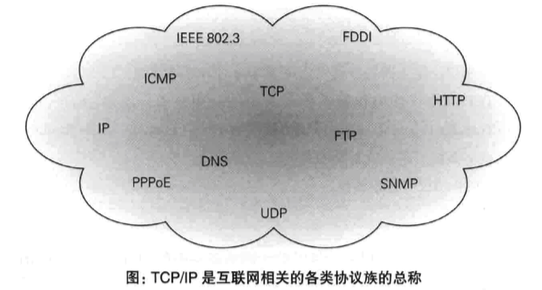 IEEE 802.3
FDDI
ICMP
TCP
HTTP
IP
FTP
DNS
PPPoE
SNMP
UDP
图：TCP/IP 是互联网相关的各类协议族的总称